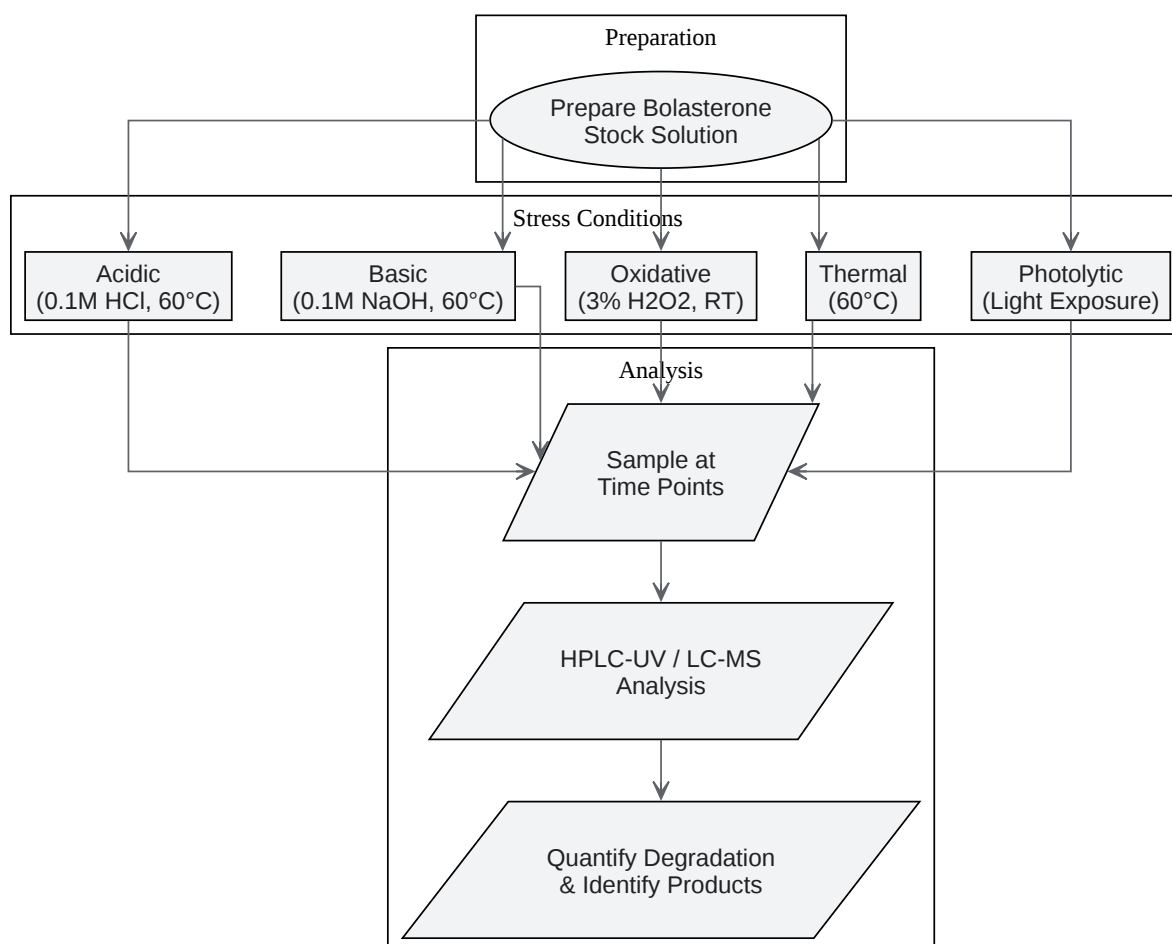 Preparation
Prepare Bolasterone
Stock Solution
Stress Conditions
Acidic
(0.1M HCl, 60°C)
Basic
(0.1M NaOH, 60°C)
Oxidative
(3% H2O2, RT)
Thermal
(60°C)
Photolytic
(Light Exposure)
Analysis
Sample at
Time Points
HPLC-UV / LC-MS
Analysis
Quantify Degradation
& Identify Products